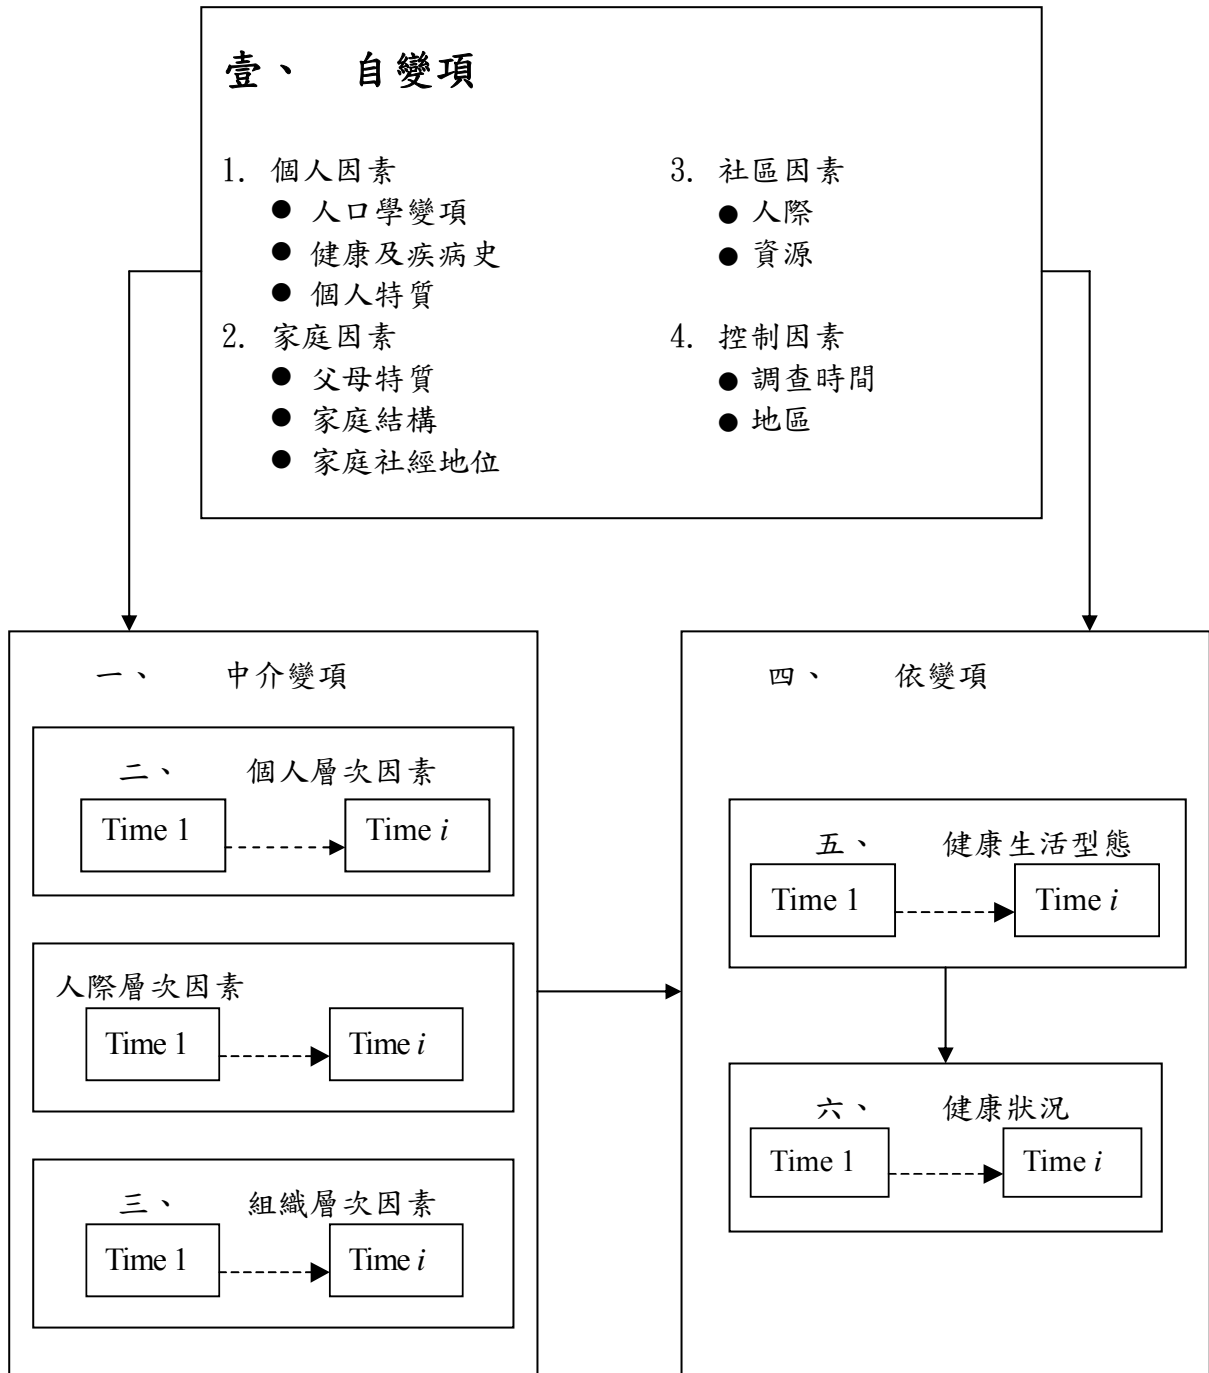 壹、 自變項
1. 個人因素
● 人口學變項
● 健康及疾病史
● 個人特質
2. 家庭因素
● 父母特質
● 家庭結構
● 家庭社經地位
3. 社區因素
● 人際
● 資源
4. 控制因素
● 調查時間
● 地區
一、 中介變項
二、 個人層次因素
Time 1
Time i
人際層次因素
Time 1
Time i
三、 組織層次因素
Time 1
Time i
四、 依變項
五、 健康生活型態
Time 1
Time i
六、 健康狀況
Time 1
Time i